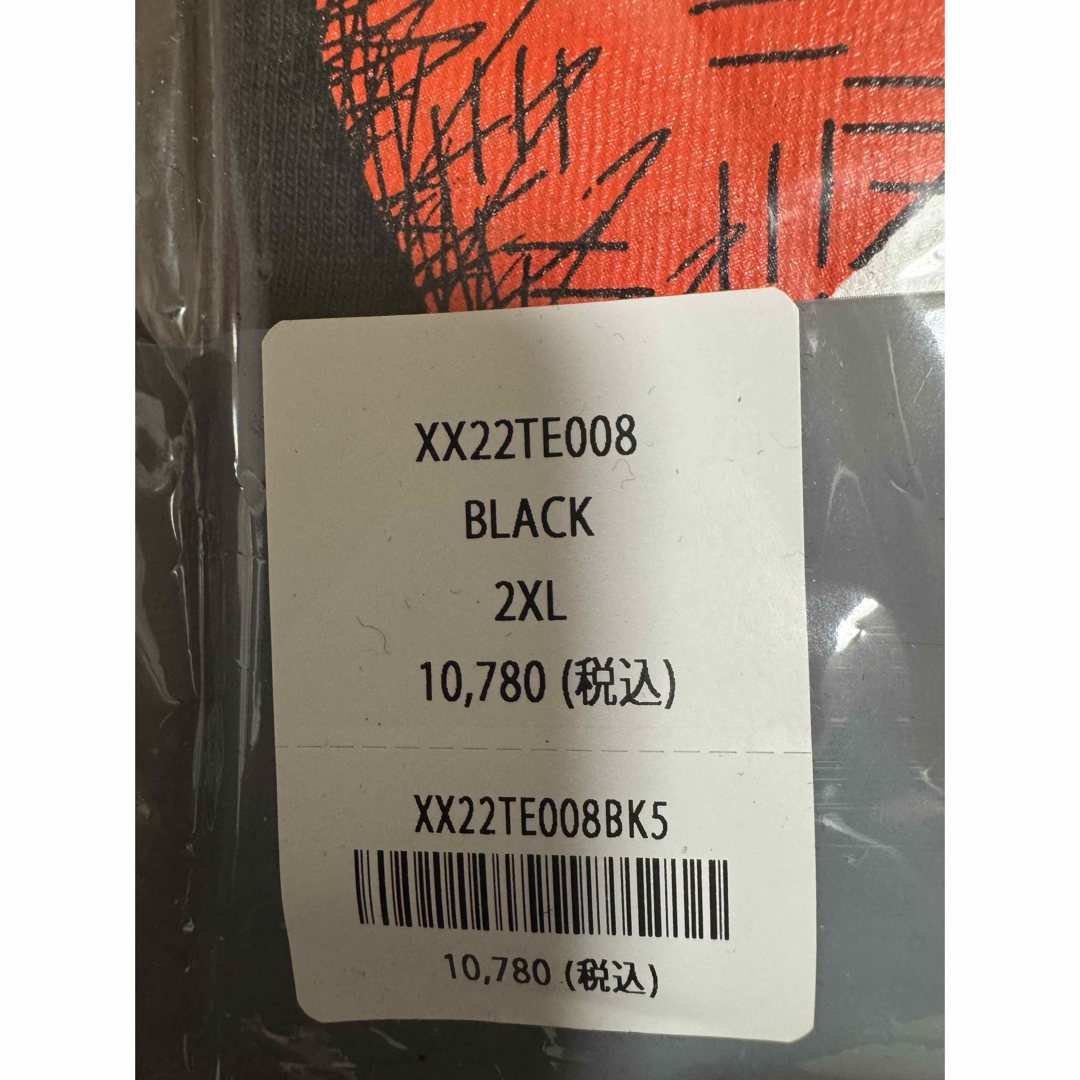 XX22TE008
BLACK
2XL
10,780 (税込)
XX22TE008BK5
10,780 (税込)